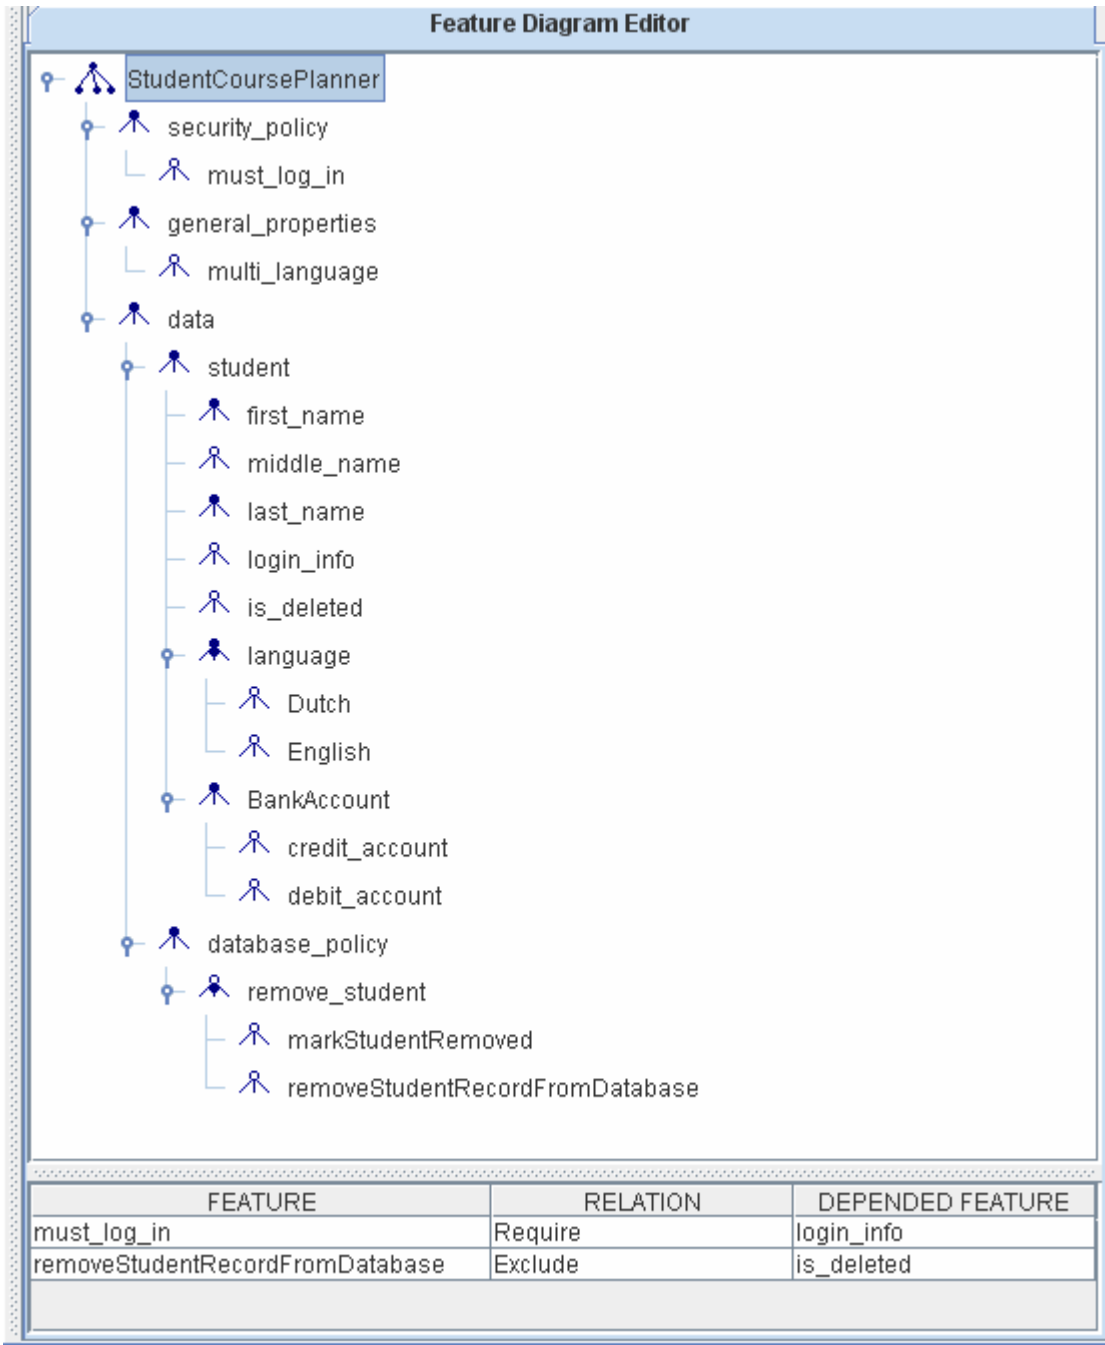 Feature Diagram Editor
StudentCoursePlanner
security_policy
must_log_in
general_properties
multi_language
data
student
first_name
middle_name
last_name
login_info
is_deleted
language
Dutch
English
BankAccount
credit_account
debit_account
database_policy
remove_student
markStudentRemoved
removeStudentRecordFromDatabase
FEATURE RELATION DEPENDED FEATURE
must_log_in Require login_info
removeStudentRecordFromDatabase Exclude is_deleted